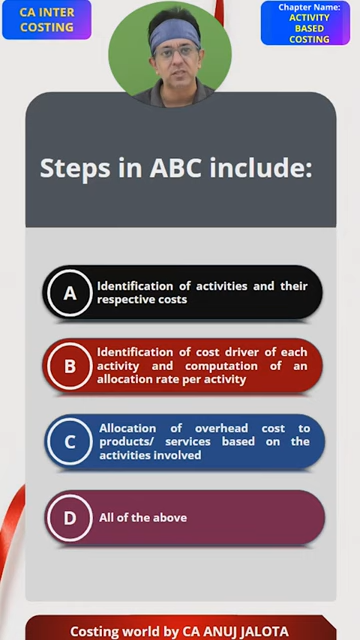 CA INTER
COSTING
Chapter Name:
ACTIVITY
BASED
COSTING
Steps in ABC include:
A
Identification of activities and their
respective costs
B
Identification of cost driver of each
activity and computation of an
allocation rate per activity
C
Allocation of overhead cost to
products/ services based on the
activities involved
D
All of the above
Costing world by CA ANUJ JALOTA